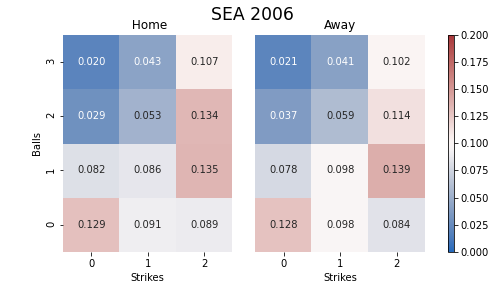 SEA 2006
Home Away
0.200
3 0.020 0.043 0.107 0.021 0.041 0.102 0.175
0.150
2 0.029 0.053 0.134 0.037 0.059 0.114 0.125
Balls 0.100
1 0.082 0.086 0.135 0.078 0.098 0.139 0.075
0.050
0 0.129 0.091 0.089 0.128 0.098 0.084 0.025
0.000
0 1 2 0 1 2
Strikes Strikes